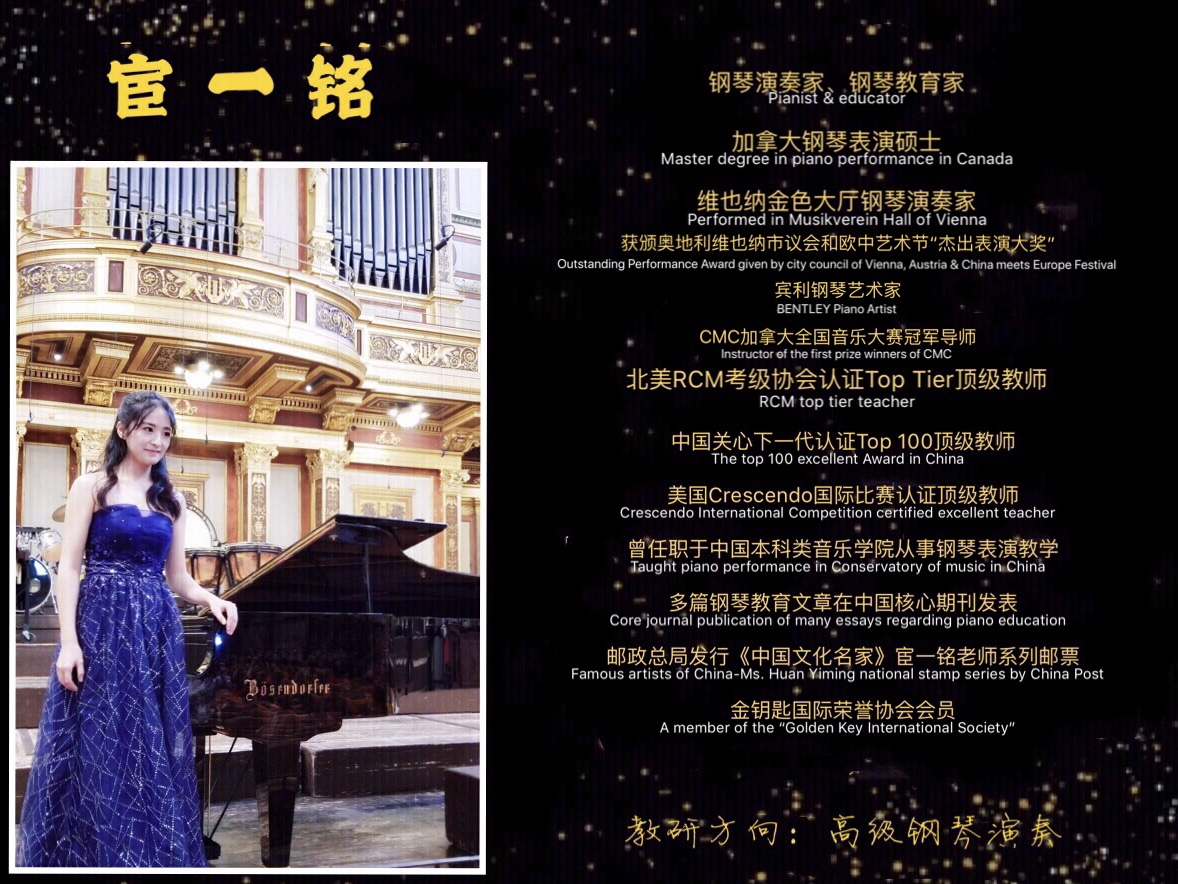 宦一铭
钢琴演奏家、钢琴教育家
Pianist & educator
加拿大钢琴表演硕士
Master degree in piano performance in Canada
维也纳金色大厅钢琴演奏家
Performed in Musikverein Hall of Vienna
获颁奥地利维也纳市议会和欧中艺术节“杰出表演大奖”
Outstanding Performance Award given by city council of Vienna, Austria & China meets Europe Festival
宾利钢琴艺术家
BENTLEY Piano Artist
CMC加拿大全国音乐大赛冠军导师
Instructor of the first prize winners of CMC
北美RCM考级协会认证Top Tier顶级教师
RCM top tier teacher
中国关心下一代认证Top 100顶级教师
The top 100 excellent Award in China
美国Crescendo国际比赛认证顶级教师
Crescendo International Competition certified excellent teacher
曾任职于中国本科类音乐学院从事钢琴表演教学
Taught piano performance in Conservatory of music in China
多篇钢琴教育文章在中国核心期刊发表
Core journal publication of many essays regarding piano education
邮政总局发行《中国文化名家》宦一铭老师系列邮票
Famous artists of China-Ms. Huan Yiming national stamp series by China Post
金钥匙国际荣誉协会会员
A member of the “Golden Key International Society”
教研方向：高级钢琴演奏
Bösendorfer